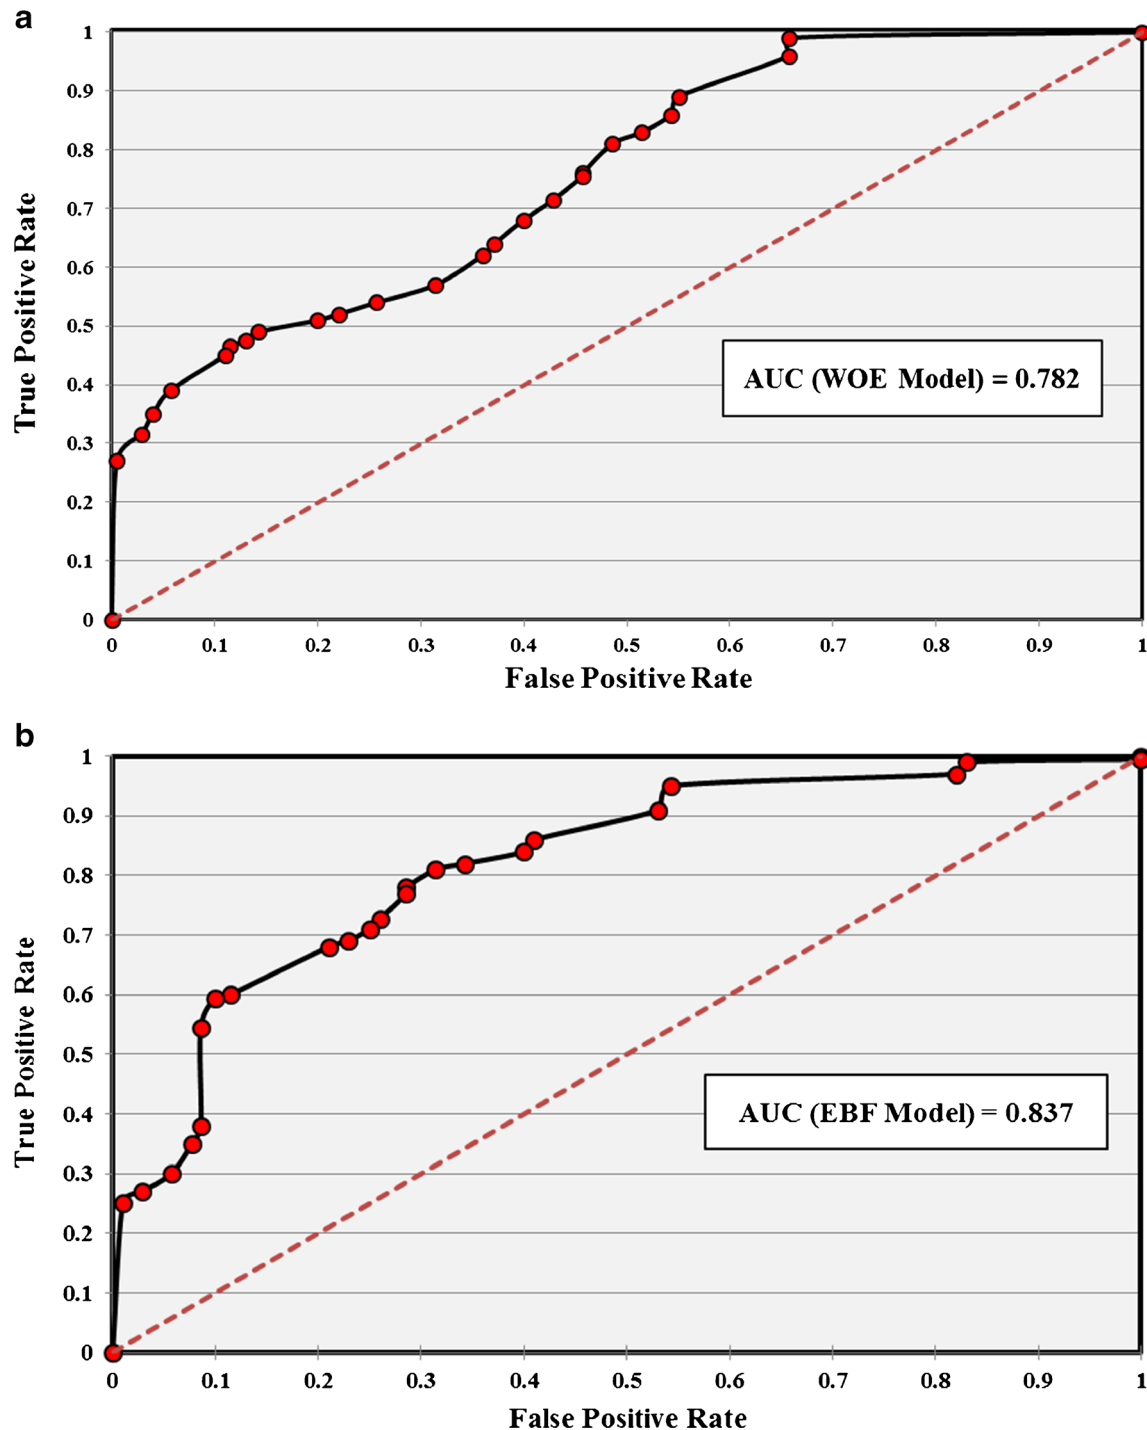 a
1
0.9
0.8
0.7
0.6
0.5
0.4
0.3
0.2
0.1
0
True Positive Rate
AUC (WOE Model) = 0.782
0 0.1 0.2 0.3 0.4 0.5 0.6 0.7 0.8 0.9 1
False Positive Rate
b
1
0.9
0.8
0.7
0.6
0.5
0.4
0.3
0.2
0.1
0
True Positive Rate
AUC (EBF Model) = 0.837
0 0.1 0.2 0.3 0.4 0.5 0.6 0.7 0.8 0.9 1
False Positive Rate